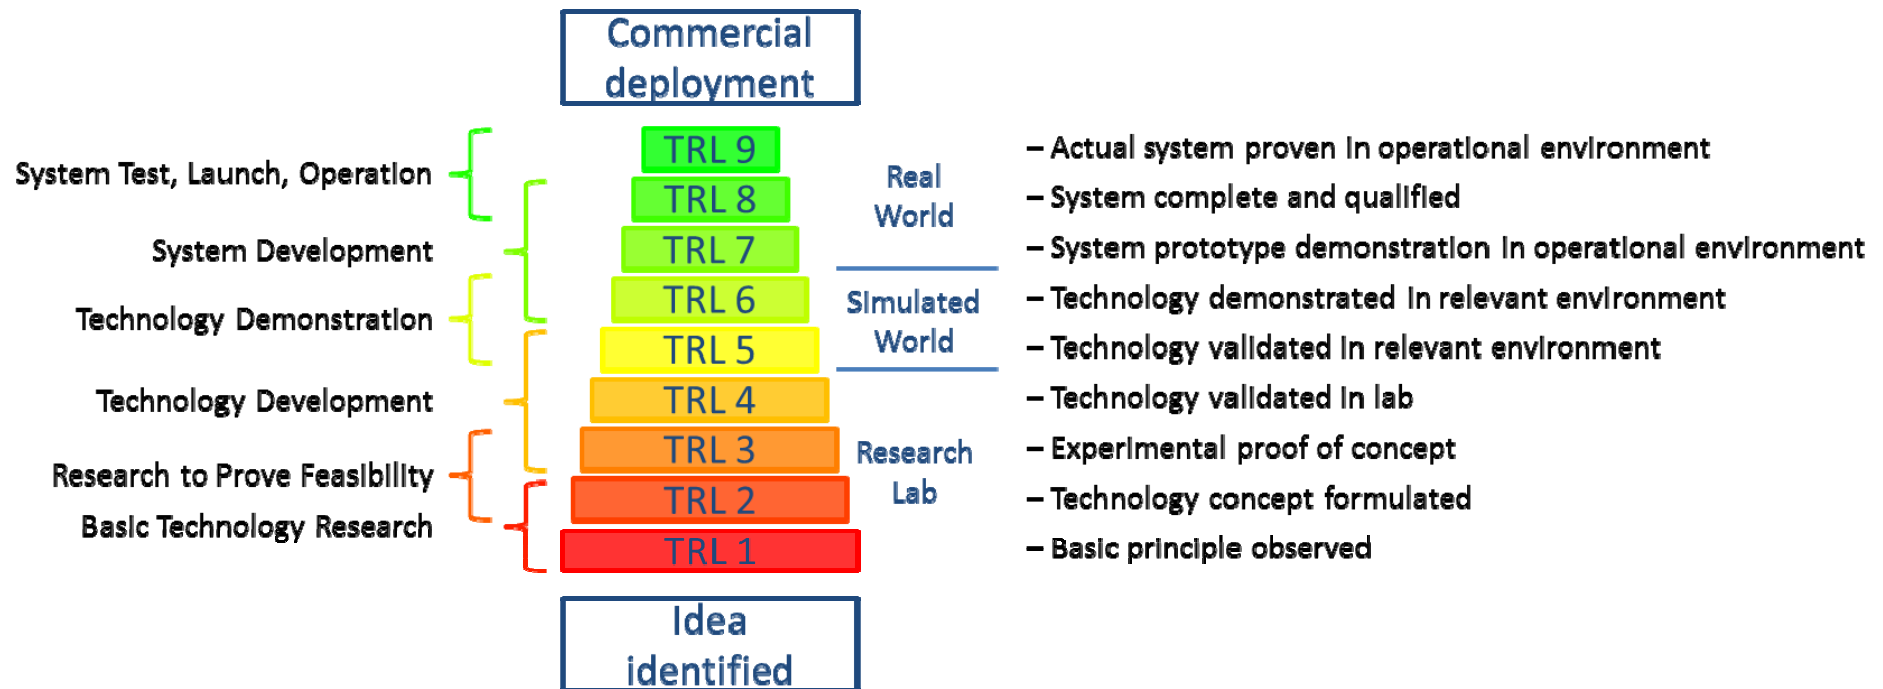 Commercial
deployment
System Test, Launch, Operation
System Development
Technology Demonstration
Technology Development
Research to Prove Feasibility
Basic Technology Research
TRL 9
TRL 8
TRL 7
TRL 6
TRL 5
TRL 4
TRL 3
TRL 2
TRL 1
Real
World
Simulated
World
Research
Lab
– Actual system proven in operational environment
– System complete and qualified
– System prototype demonstration in operational environment
– Technology demonstrated in relevant environment
– Technology validated in relevant environment
– Technology validated in lab
– Experimental proof of concept
– Technology concept formulated
– Basic principle observed
Idea
identified